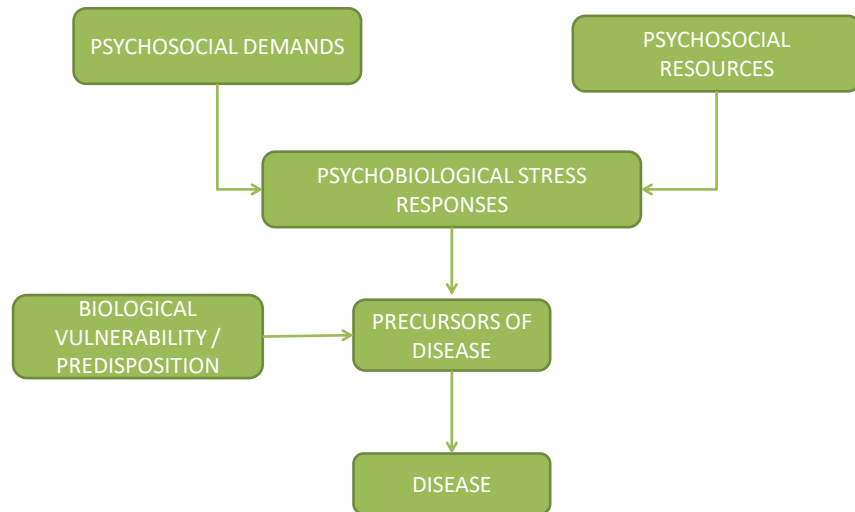 PSYCHOSOCIAL DEMANDS
PSYCHOSOCIAL
RESOURCES
PSYCHOBIOLOGICAL STRESS
RESPONSES
BIOLOGICAL
VULNERABILITY /
PREDISPOSITION
PRECURSORS OF
DISEASE
DISEASE